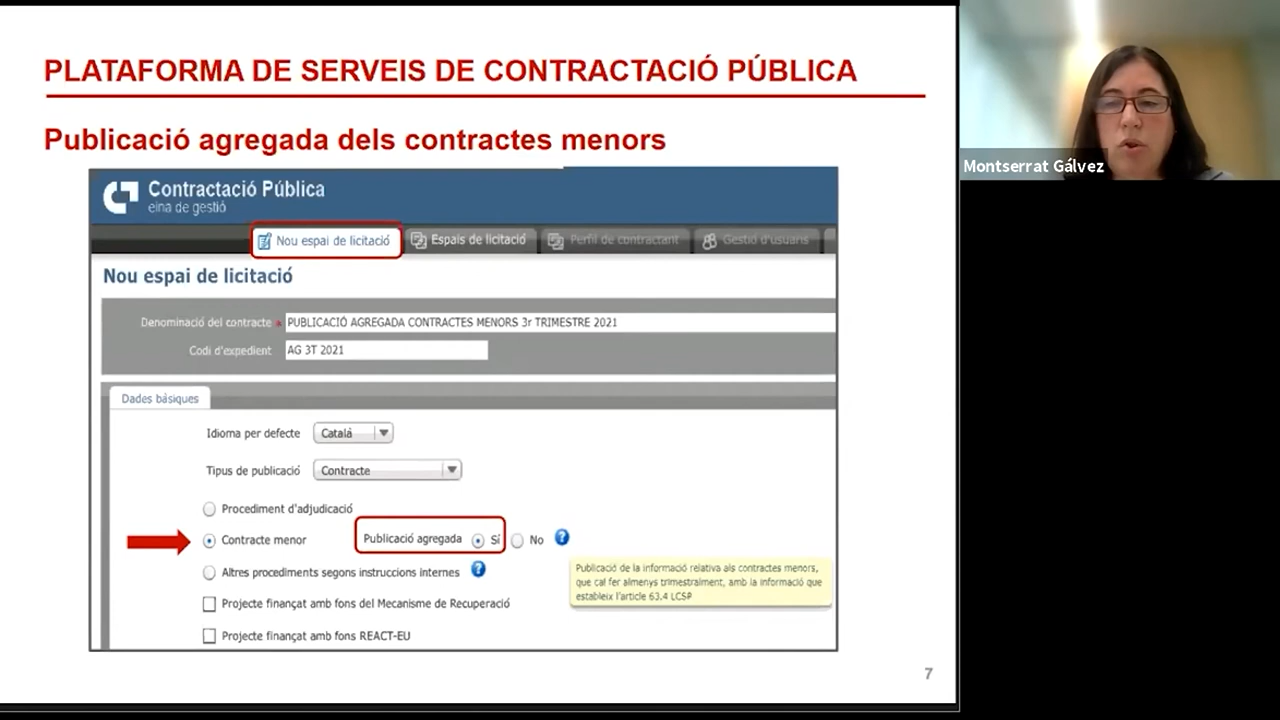 PLATAFORMA DE SERVEIS DE CONTRACTACIÓ PÚBLICA
Publicació agregada dels contractes menors
Contractació Pública
eina de gestió
Nou espai de licitació
Espais de licitació
Perfil de contractant
Gestió d'usuaris
Nou espai de licitació
Denominació del contracte * PUBLICACIÓ AGREGADA CONTRACTES MENORS 3r TRIMESTRE 2021
Codi d'expedient AG 3T 2021
Dades bàsiques
Idioma per defecte Català
Tipus de publicació Contracte
Procediment d'adjudicació
Contracte menor Publicació agregada Sí No ?
Altres procediments segons instruccions internes ?
Publicació de la informació relativa als contractes menors,
que cal fer almenys trimestralment, amb la informació que
estableix l'article 63.4 LCSP
Projecte finançat amb fons del Mecanisme de Recuperació
Projecte finançat amb fons REACT-EU
7
Montserrat Gálvez